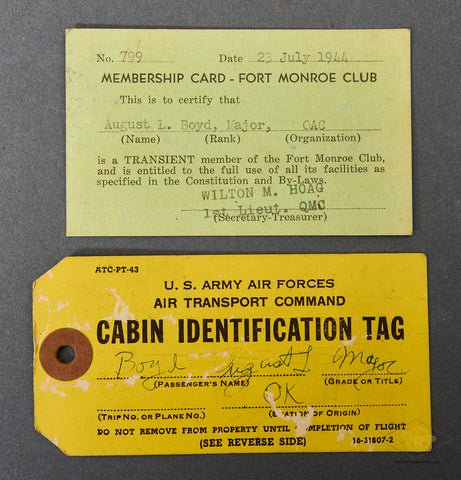 No. 799 Date 23 July 1944
MEMBERSHIP CARD - FORT MONROE CLUB
This is to certify that
August L. Boyd, Major, OAC
(Name) (Rank) (Organization)
is a TRANSIENT member of the Fort Monroe Club,
and is entitled to the full use of all its facilities as
specified in the Constitution and By-Laws.
WILTON M. HOAG
1st Lieut. QMC
(Secretary-Treasurer)
ATC-PT-43
U. S. ARMY AIR FORCES
AIR TRANSPORT COMMAND
CABIN IDENTIFICATION TAG
Boyd August L Major
(PASSENGER'S NAME) (GRADE OR TITLE)
OK
(TRIP NO. OR PLANE NO.) (STATION OF ORIGIN)
DO NOT REMOVE FROM PROPERTY UNTIL COMPLETION OF FLIGHT
(SEE REVERSE SIDE) 16-31807-2